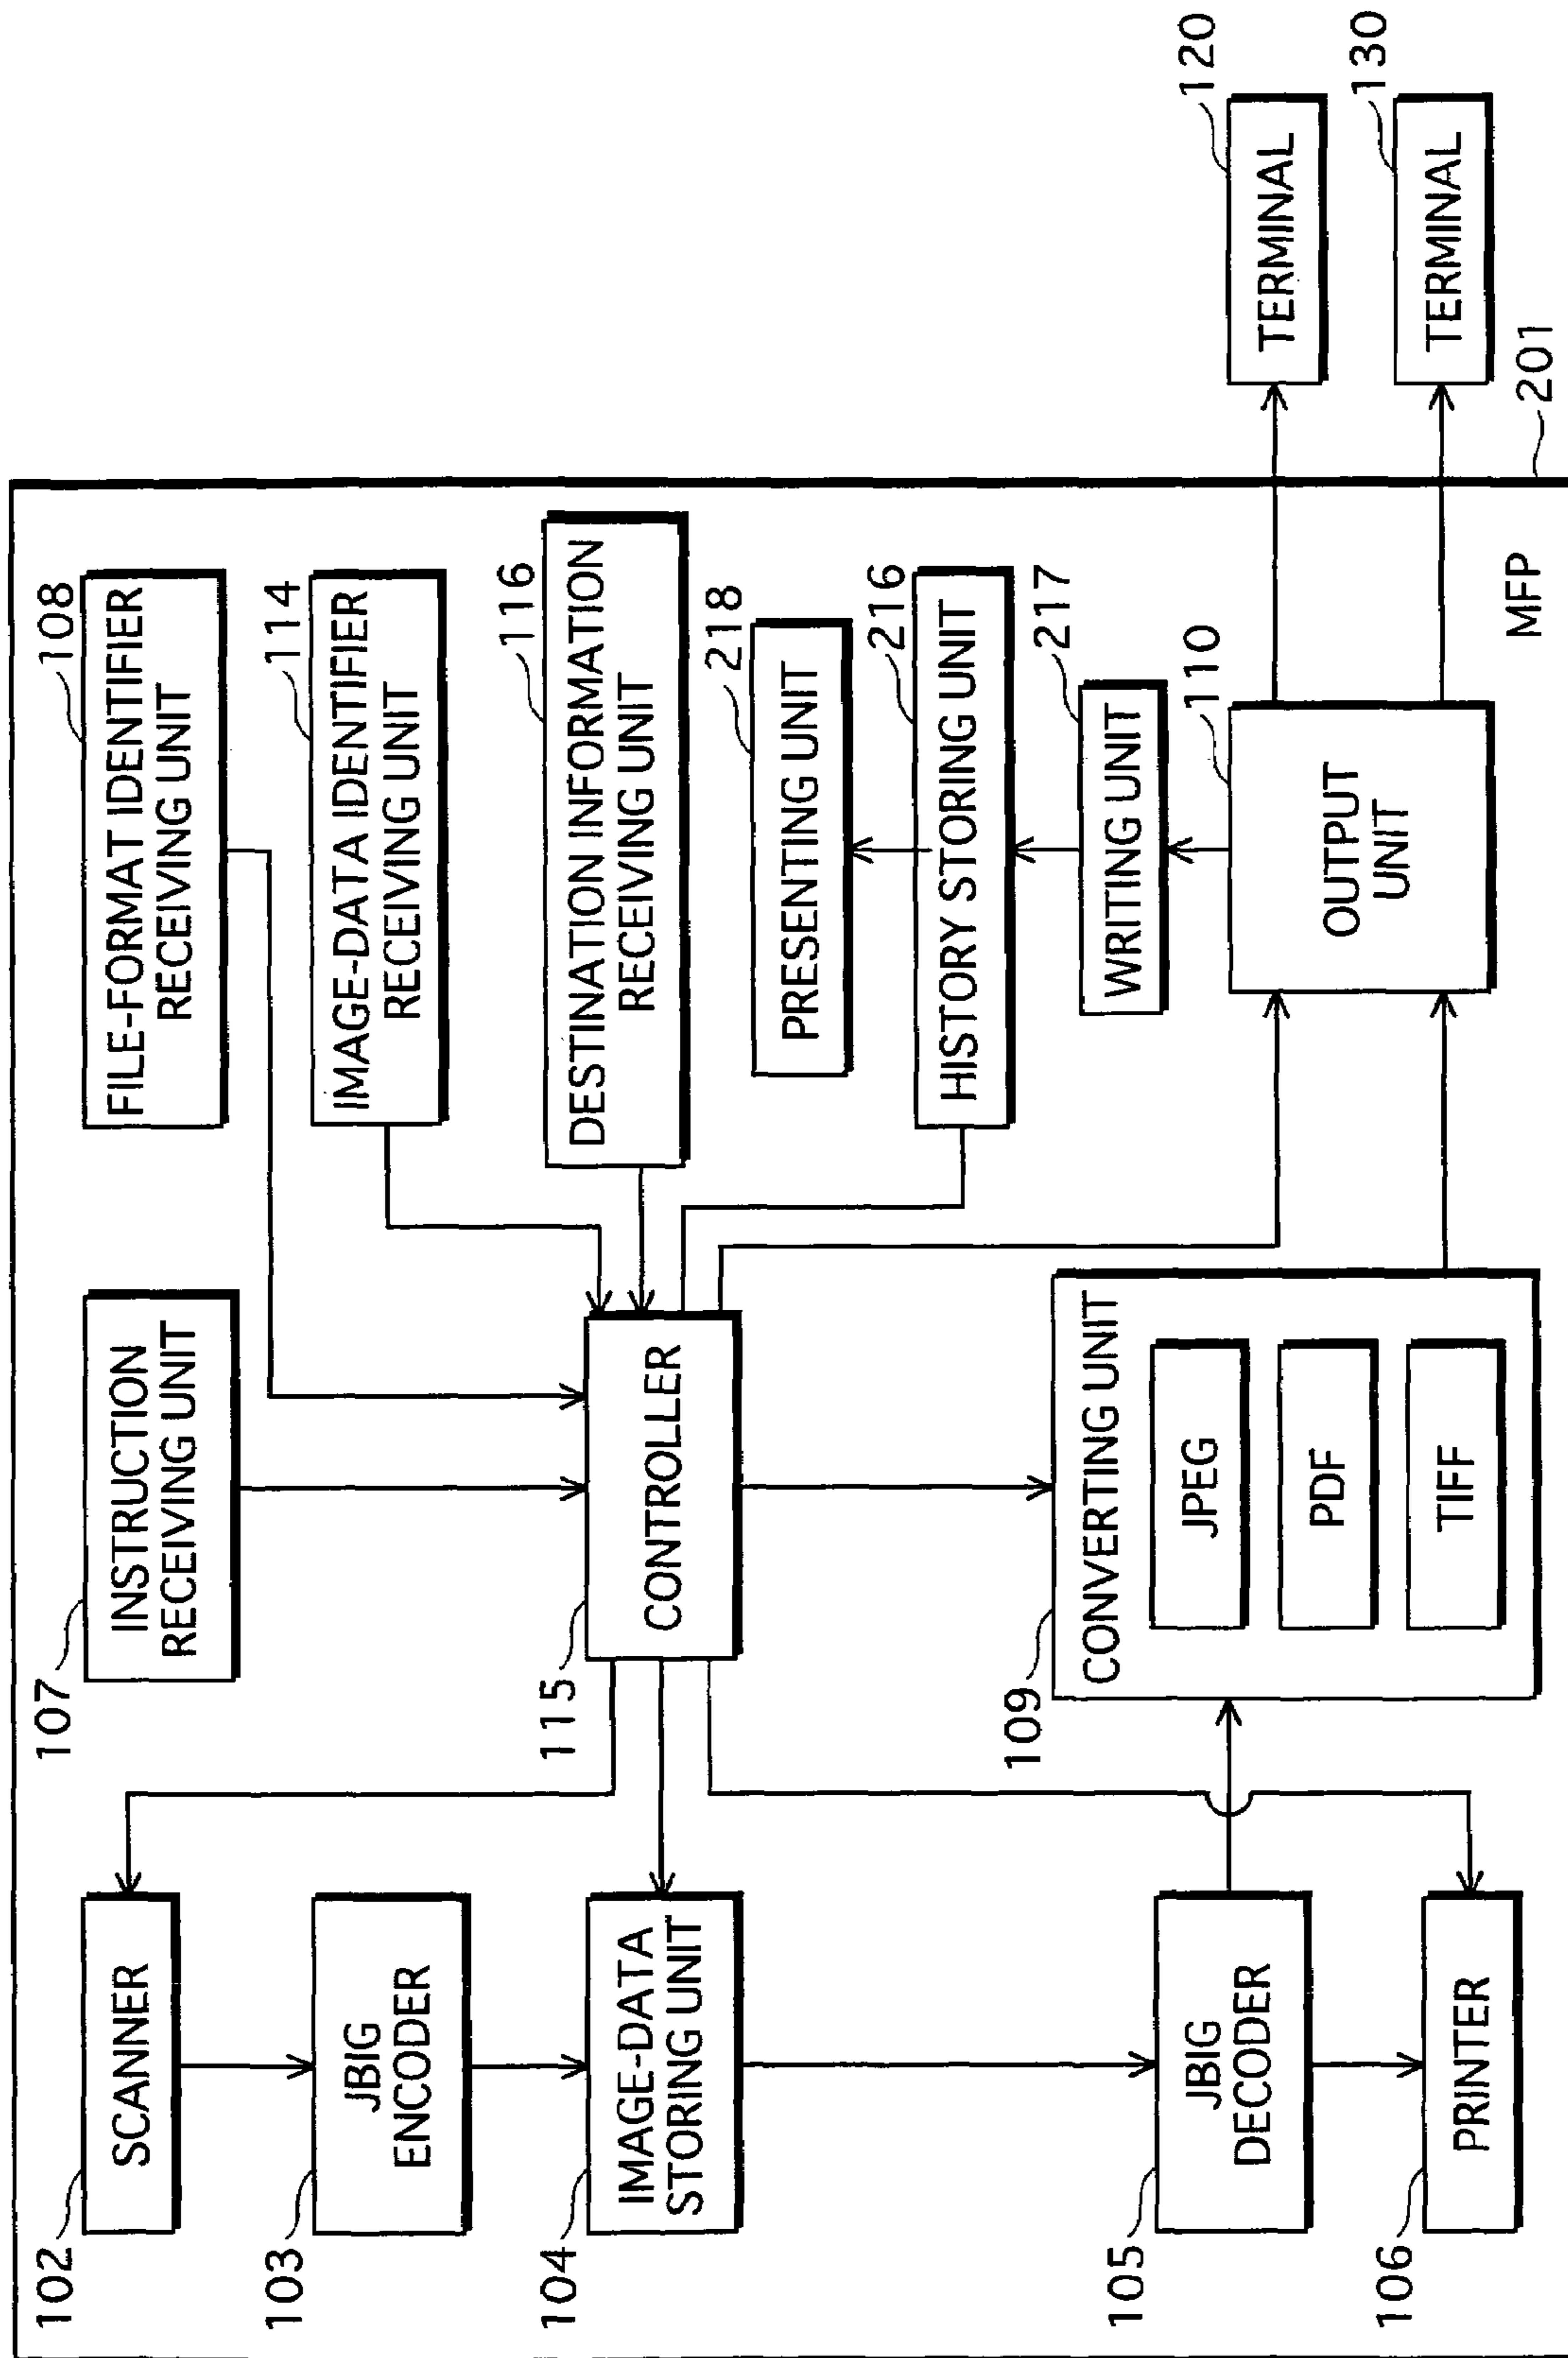 102
SCANNER
103
JBIG
ENCODER
104
IMAGE-DATA
STORING UNIT
105
JBIG
DECODER
106
PRINTER
107
INSTRUCTION
RECEIVING UNIT
115
CONTROLLER
109
CONVERTING UNIT
JPEG
PDF
TIFF
108
FILE-FORMAT IDENTIFIER
RECEIVING UNIT
114
IMAGE-DATA IDENTIFIER
RECEIVING UNIT
116
DESTINATION INFORMATION
RECEIVING UNIT
218
PRESENTING UNIT
216
HISTORY STORING UNIT
217
WRITING UNIT
110
OUTPUT
UNIT
MFP
201
120
TERMINAL
130
TERMINAL